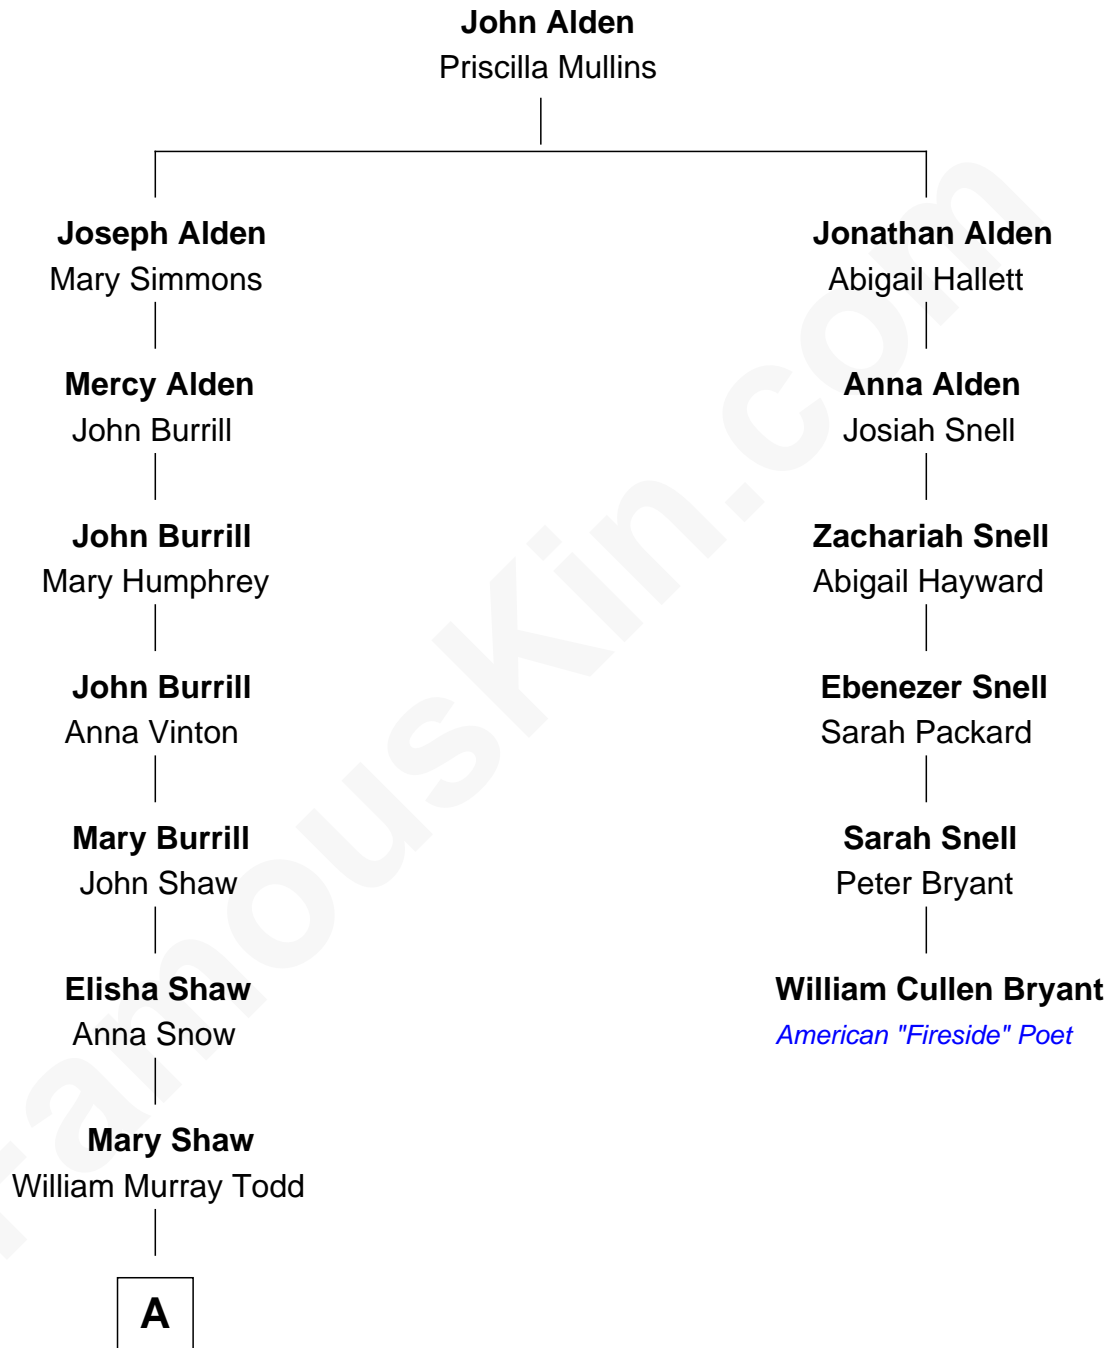 John Alden
Priscilla Mullins
Joseph Alden
Mary Simmons
Mercy Alden
John Burrill
John Burrill
Mary Humphrey
John Burrill
Anna Vinton
Mary Burrill
John Shaw
Elisha Shaw
Anna Snow
Mary Shaw
William Murray Todd
A
Jonathan Alden
Abigail Hallett
Anna Alden
Josiah Snell
Zachariah Snell
Abigail Hayward
Ebenezer Snell
Sarah Packard
Sarah Snell
Peter Bryant
William Cullen Bryant
American "Fireside" Poet
FamousKin.com